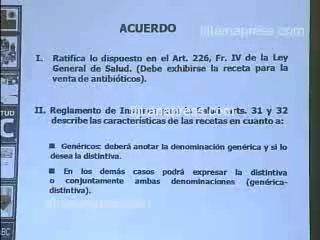 ACUERDO
litumapress.com
I. Ratifica lo dispuesto en el Art. 226, Fr. IV de la Ley
General de Salud. (Debe exhibirse la receta para la
venta de antibióticos).
II. Reglamento de Salud arts. 31 y 32
describe las características de las recetas en cuanto a:
Genéricos: deberá anotar la denominación genérica y si lo
desea la distintiva.
En los demás casos podrá expresar la distintiva
o conjuntamente ambas denominaciones (genérica-
distintiva).